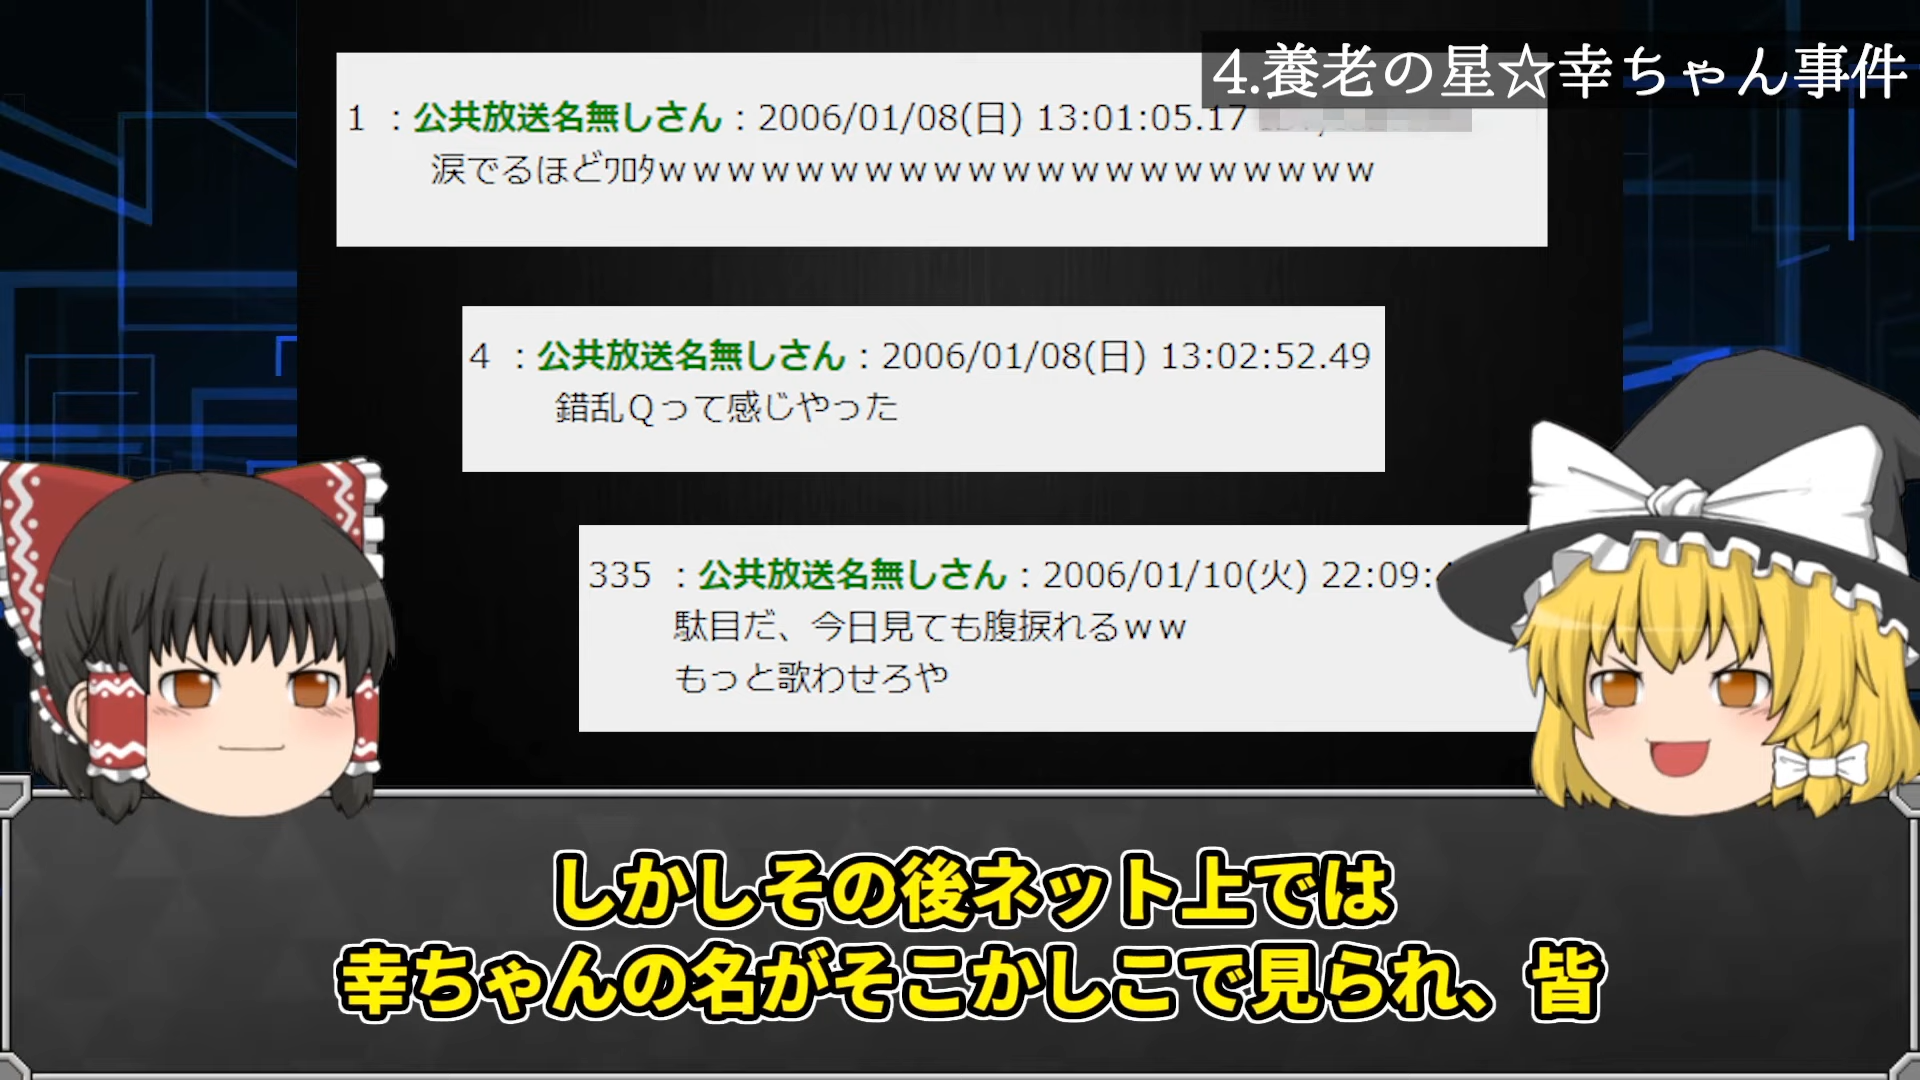 4.養老の星☆幸ちゃん事件
1 ：公共放送名無しさん：2006/01/08(日) 13:01:05.17
涙でるほどﾜﾛﾀｗｗｗｗｗｗｗｗｗｗｗｗｗｗｗｗｗｗｗｗｗ
4 ：公共放送名無しさん：2006/01/08(日) 13:02:52.49
錯乱Ｑって感じやった
335 ：公共放送名無しさん：2006/01/10(火) 22:09:
駄目だ、今日見ても腹捩れるｗｗ
もっと歌わせろや
しかしその後ネット上では
幸ちゃんの名がそこかしこで見られ、皆